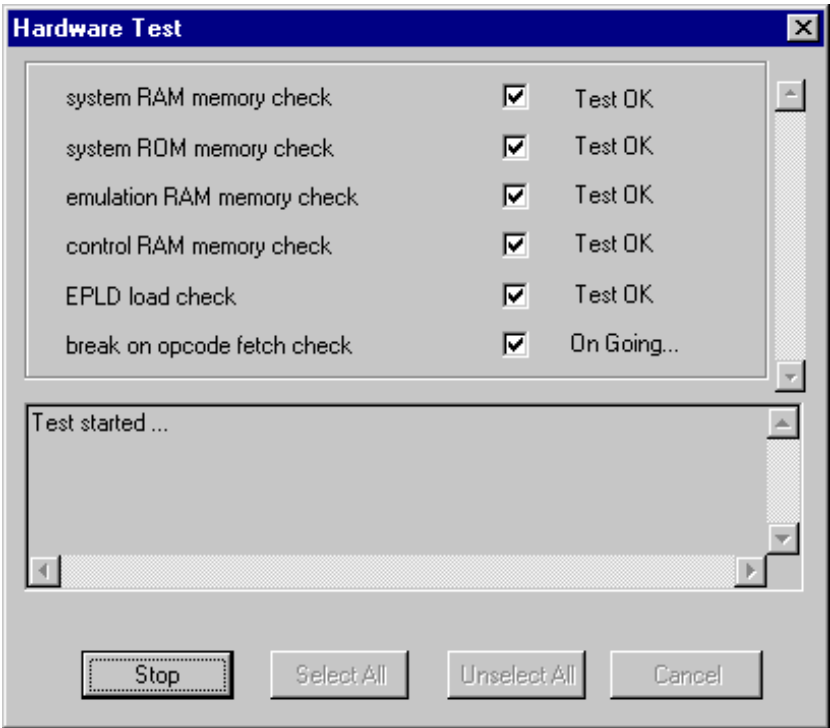 Hardware Test
system RAM memory check Test OK
system ROM memory check Test OK
emulation RAM memory check Test OK
control RAM memory check Test OK
EPLD load check Test OK
break on opcode fetch check On Going...
Test started ...
Stop Select All Unselect All Cancel